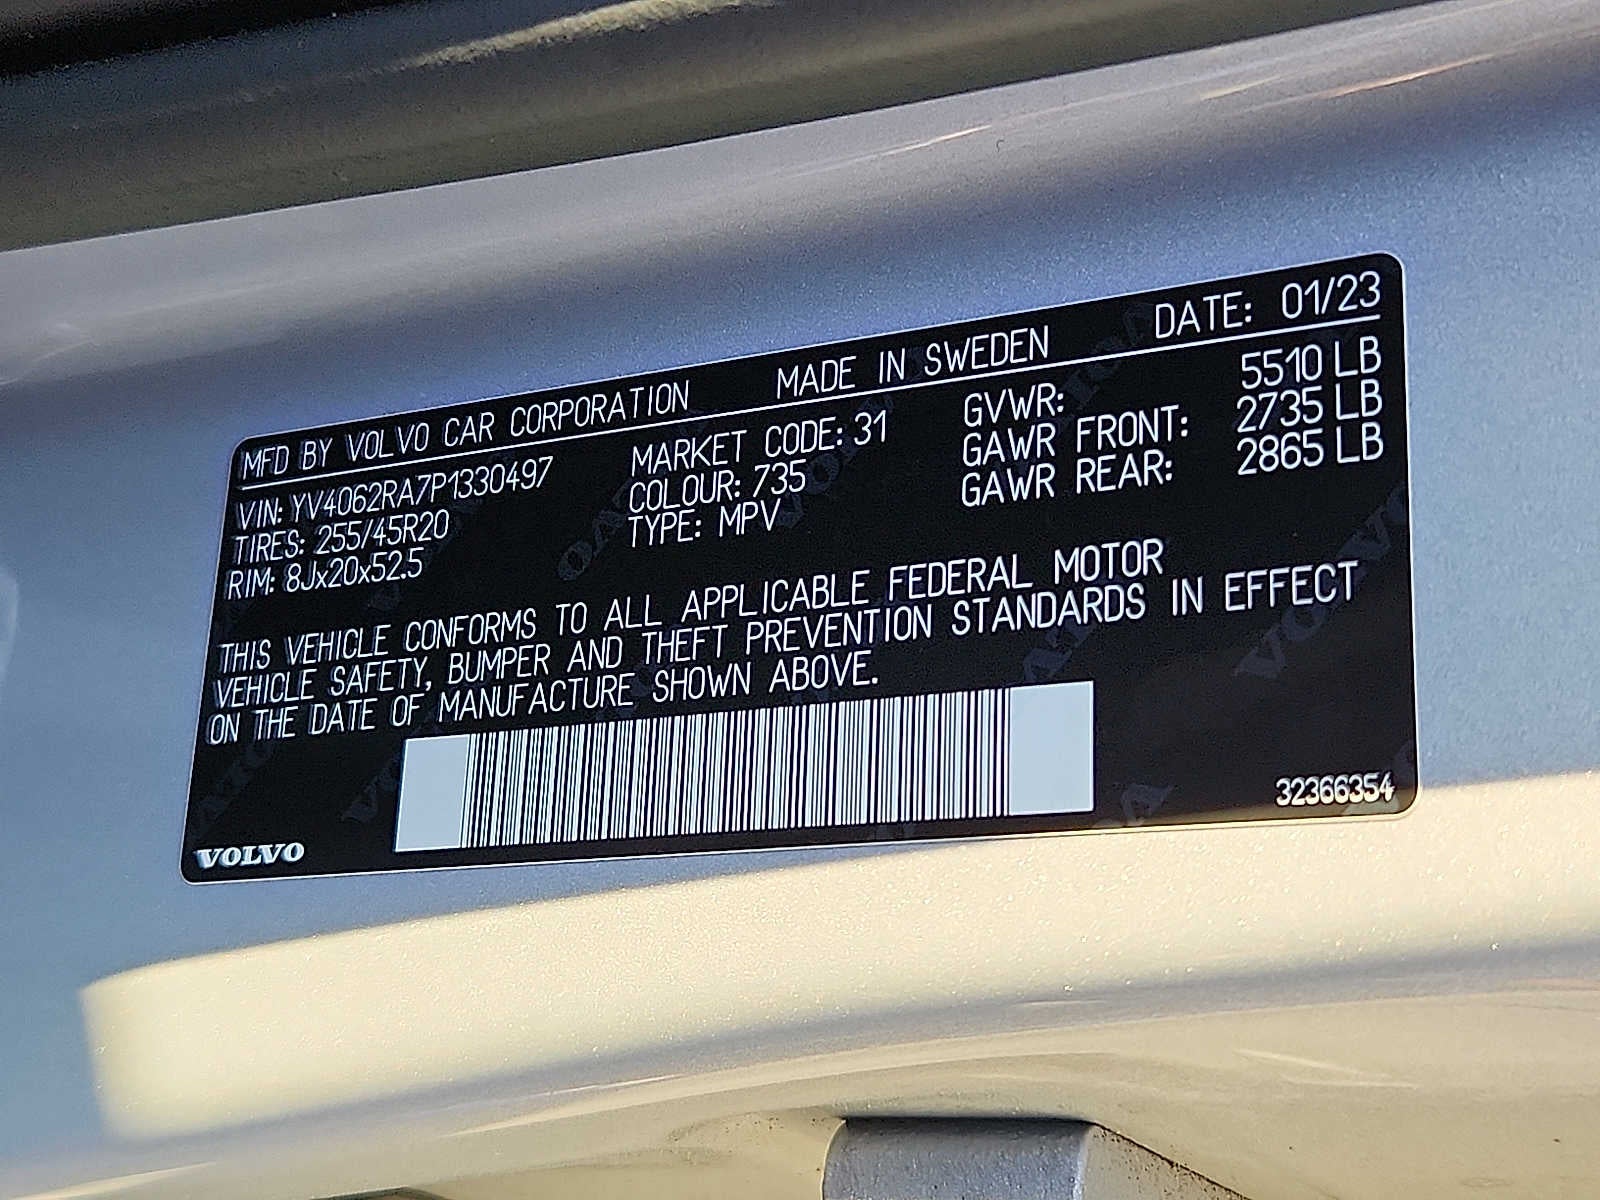 MFD BY VOLVO CAR CORPORATION MADE IN SWEDEN DATE: 01/23
VIN: YV4062RA7P1330497 MARKET CODE: 31 GVWR: 5510 LB
TIRES: 255/45R20 COLOUR: 735 GAWR FRONT: 2735 LB
RIM: 8Jx20x52.5 TYPE: MPV GAWR REAR: 2865 LB
THIS VEHICLE CONFORMS TO ALL APPLICABLE FEDERAL MOTOR
VEHICLE SAFETY, BUMPER AND THEFT PREVENTION STANDARDS IN EFFECT
ON THE DATE OF MANUFACTURE SHOWN ABOVE.
32366354
VOLVO